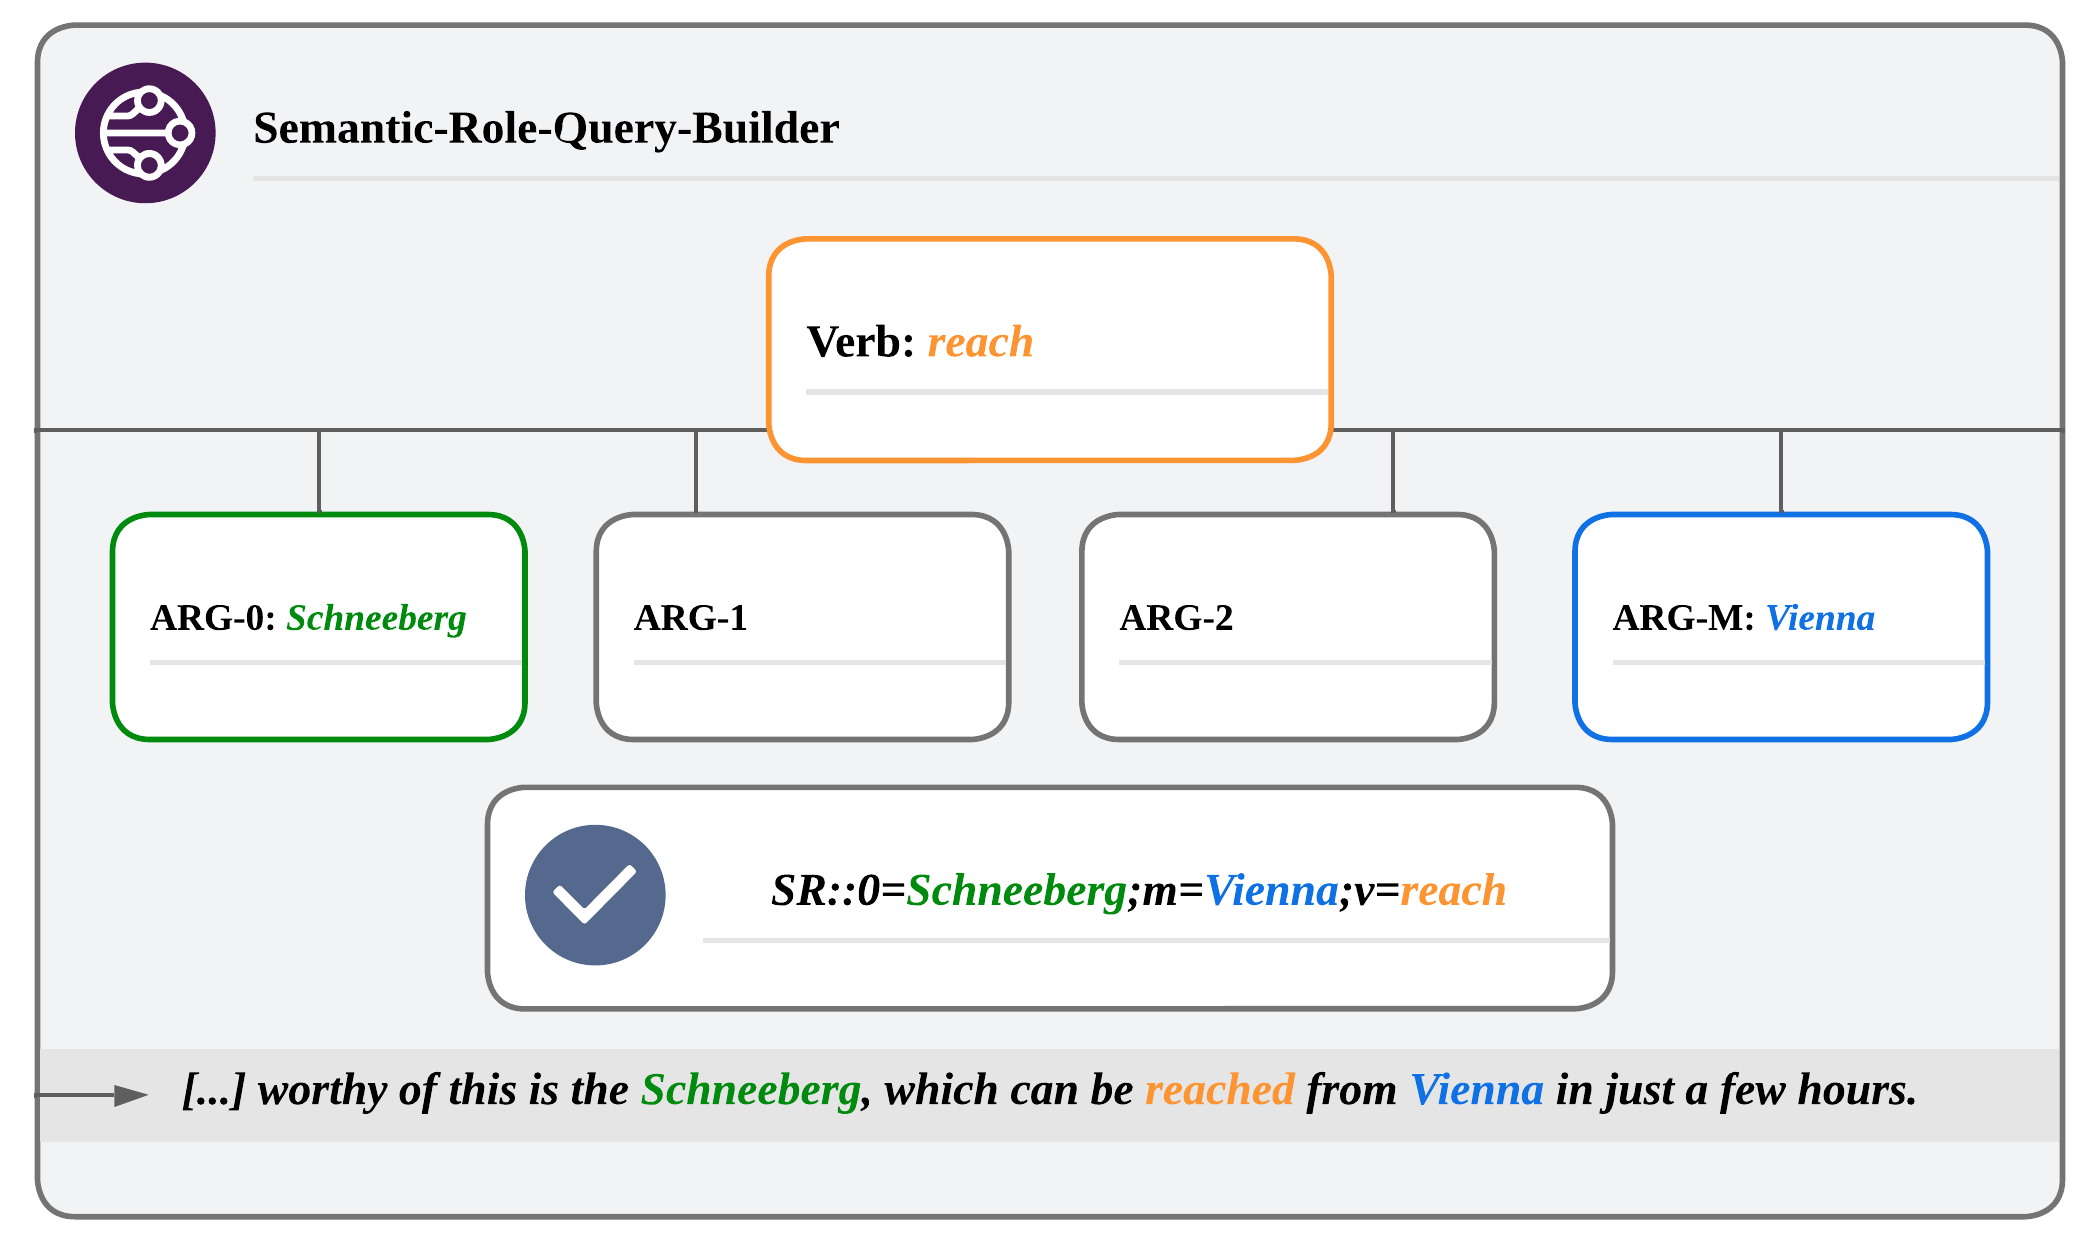 Semantic-Role-Query-Builder
Verb: reach
ARG-0: Schneeberg
ARG-1
ARG-2
ARG-M: Vienna
SR::0=Schneeberg;m=Vienna;v=reach
[...] worthy of this is the Schneeberg, which can be reached from Vienna in just a few hours.